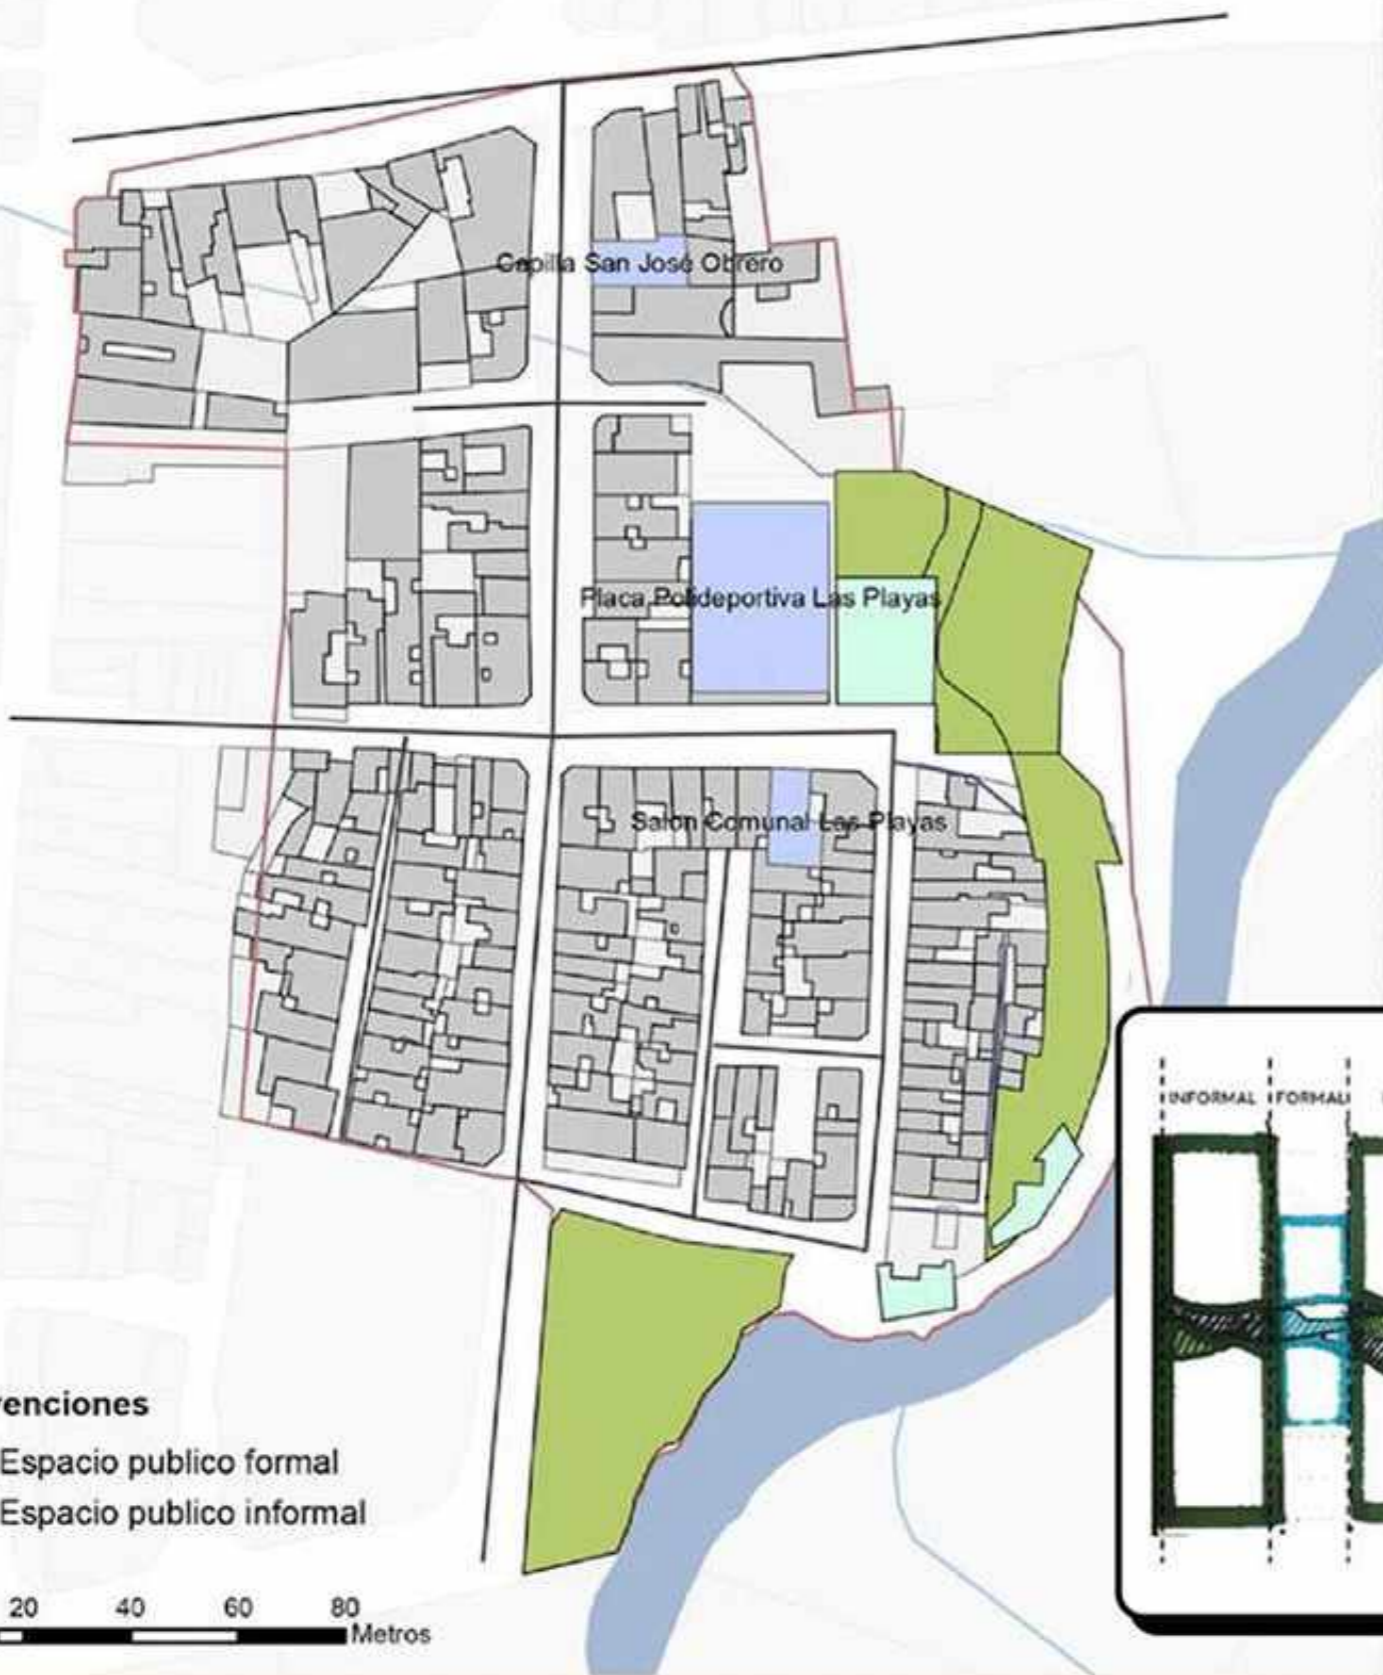 Capilla San José Obrero
Placa Polideportiva Las Playas
Salon Comunal Las Playas
INFORMAL
FORMAL
venciones
Espacio publico formal
Espacio publico informal
20 40 60 80
Metros